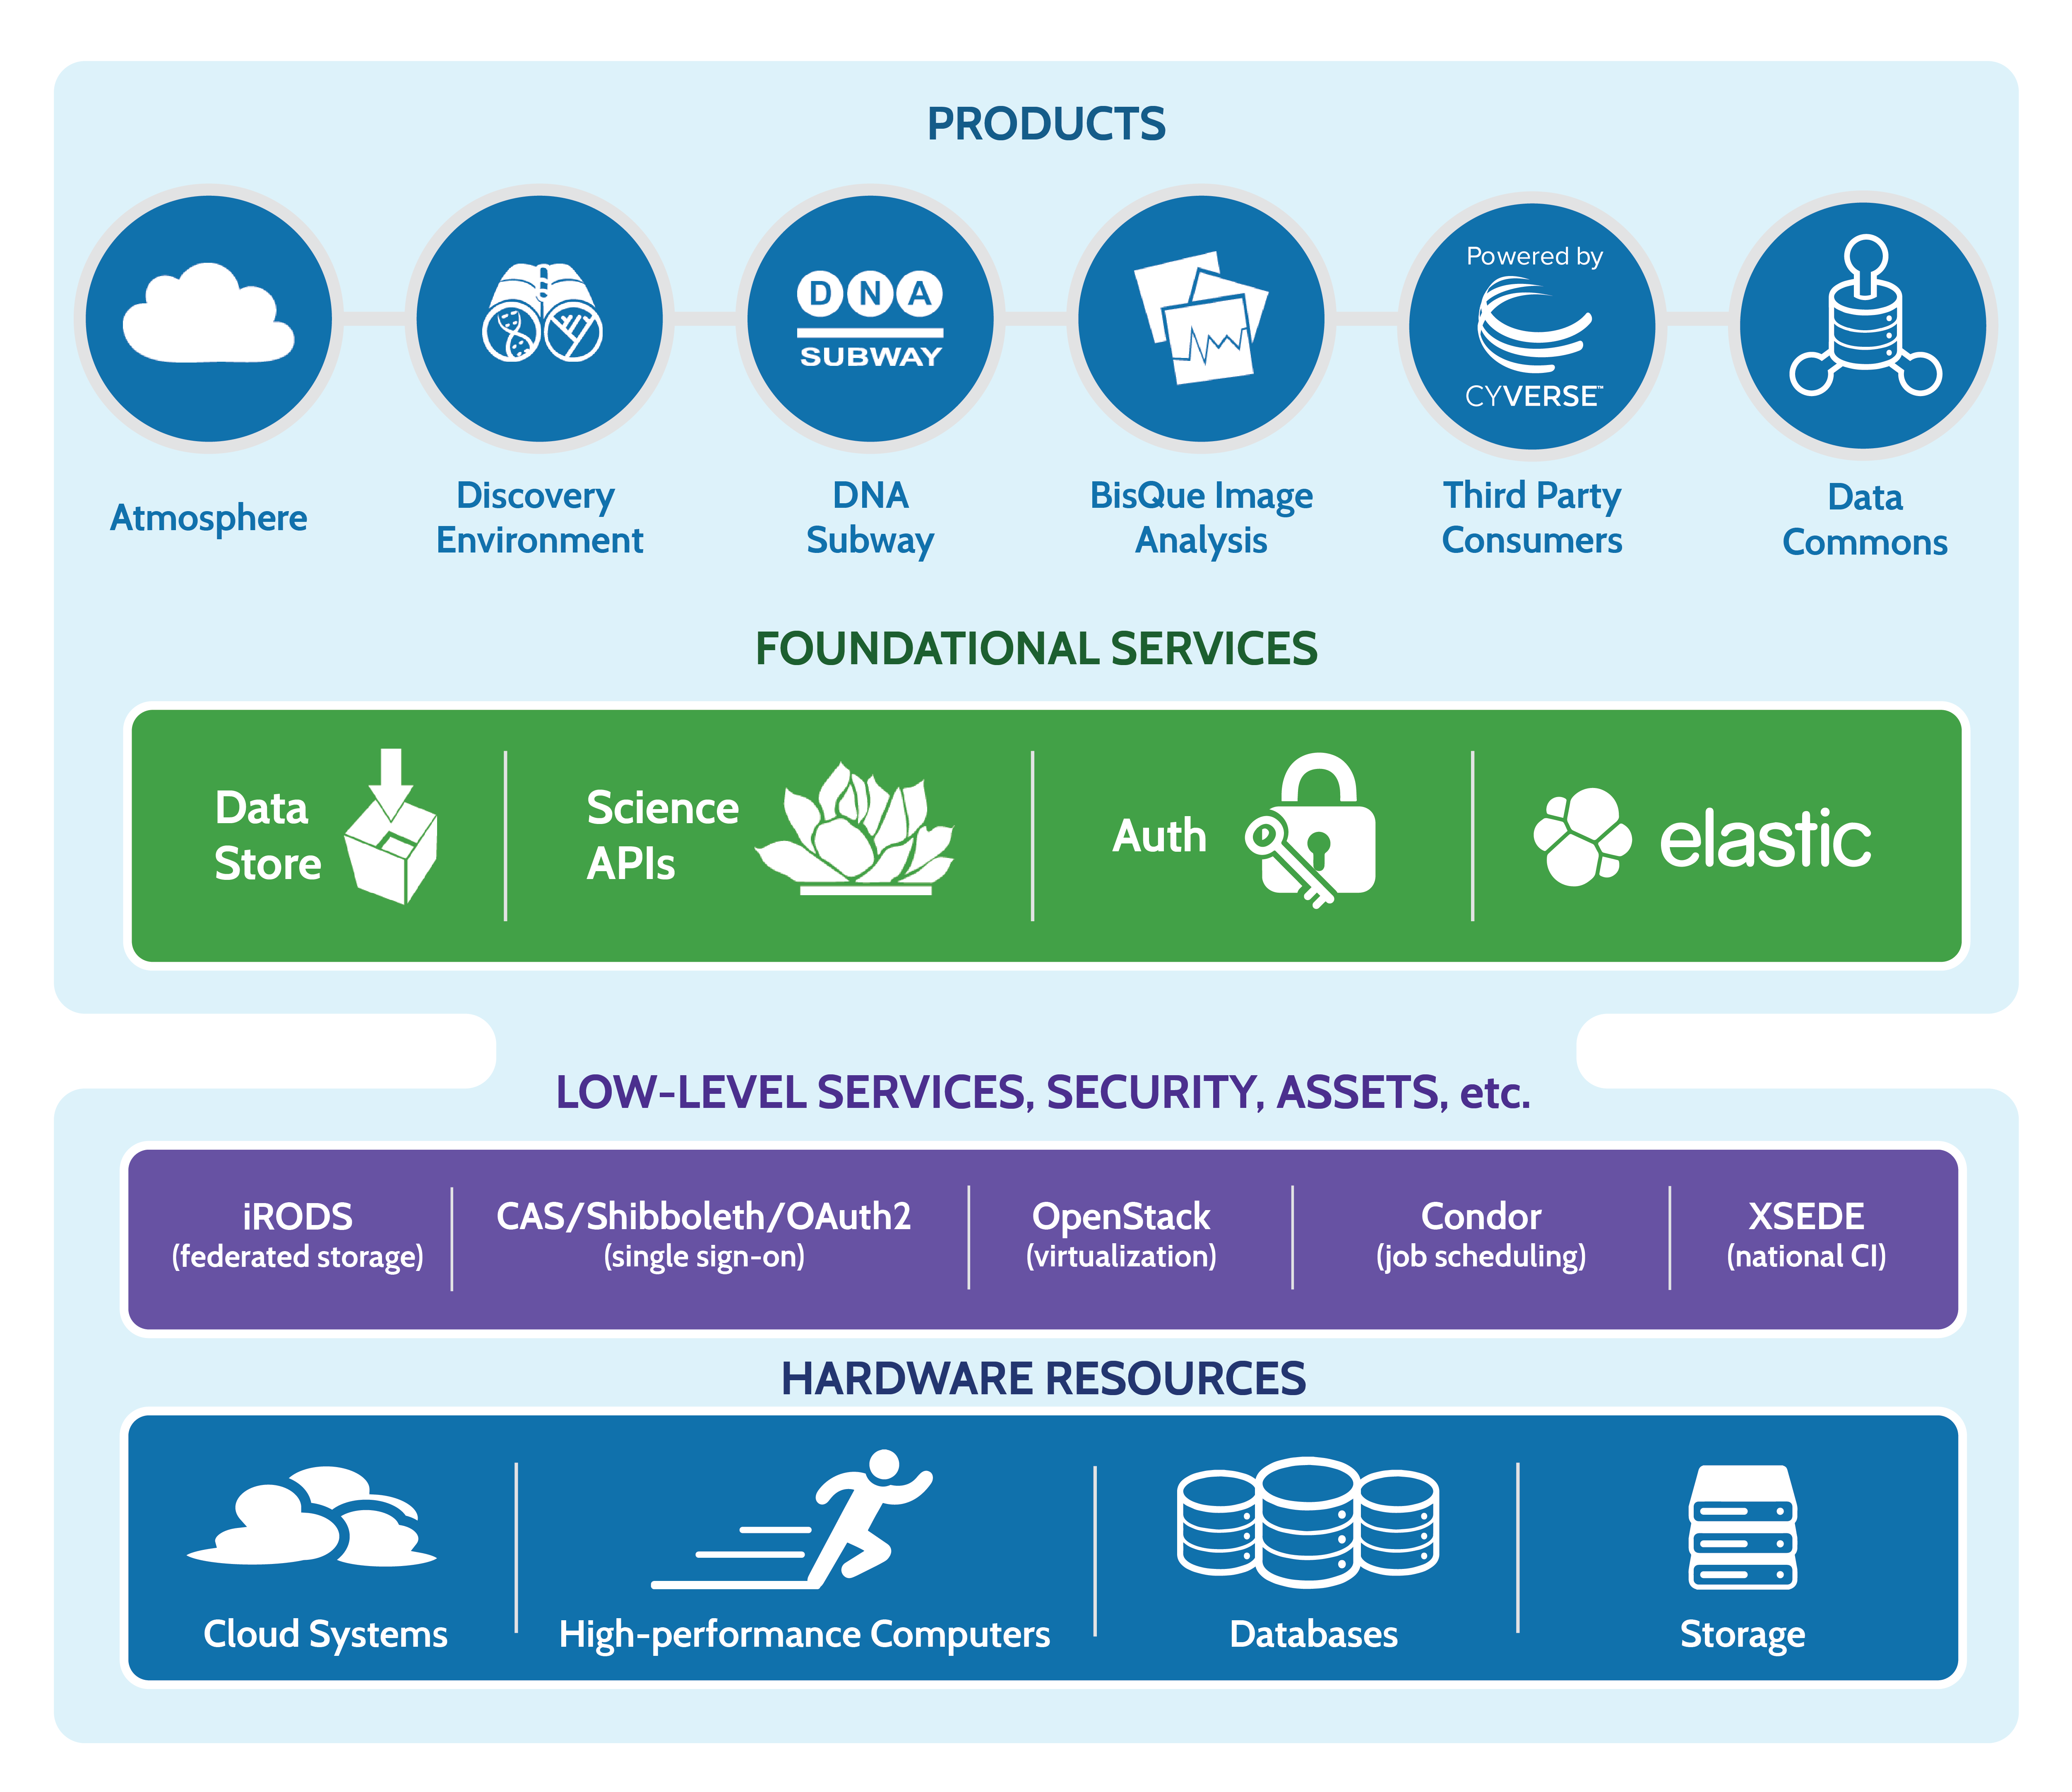 PRODUCTS
DNA
SUBWAY
Powered by
CYVERSE™
Atmosphere
Discovery
Environment
DNA
Subway
BisQue Image
Analysis
Third Party
Consumers
Data
Commons
FOUNDATIONAL SERVICES
Data
Store
Science
APIs
Auth
elastic
LOW-LEVEL SERVICES, SECURITY, ASSETS, etc.
iRODS
(federated storage)
CAS/Shibboleth/OAuth2
(single sign-on)
OpenStack
(virtualization)
Condor
(job scheduling)
XSEDE
(national CI)
HARDWARE RESOURCES
Cloud Systems
High-performance Computers
Databases
Storage